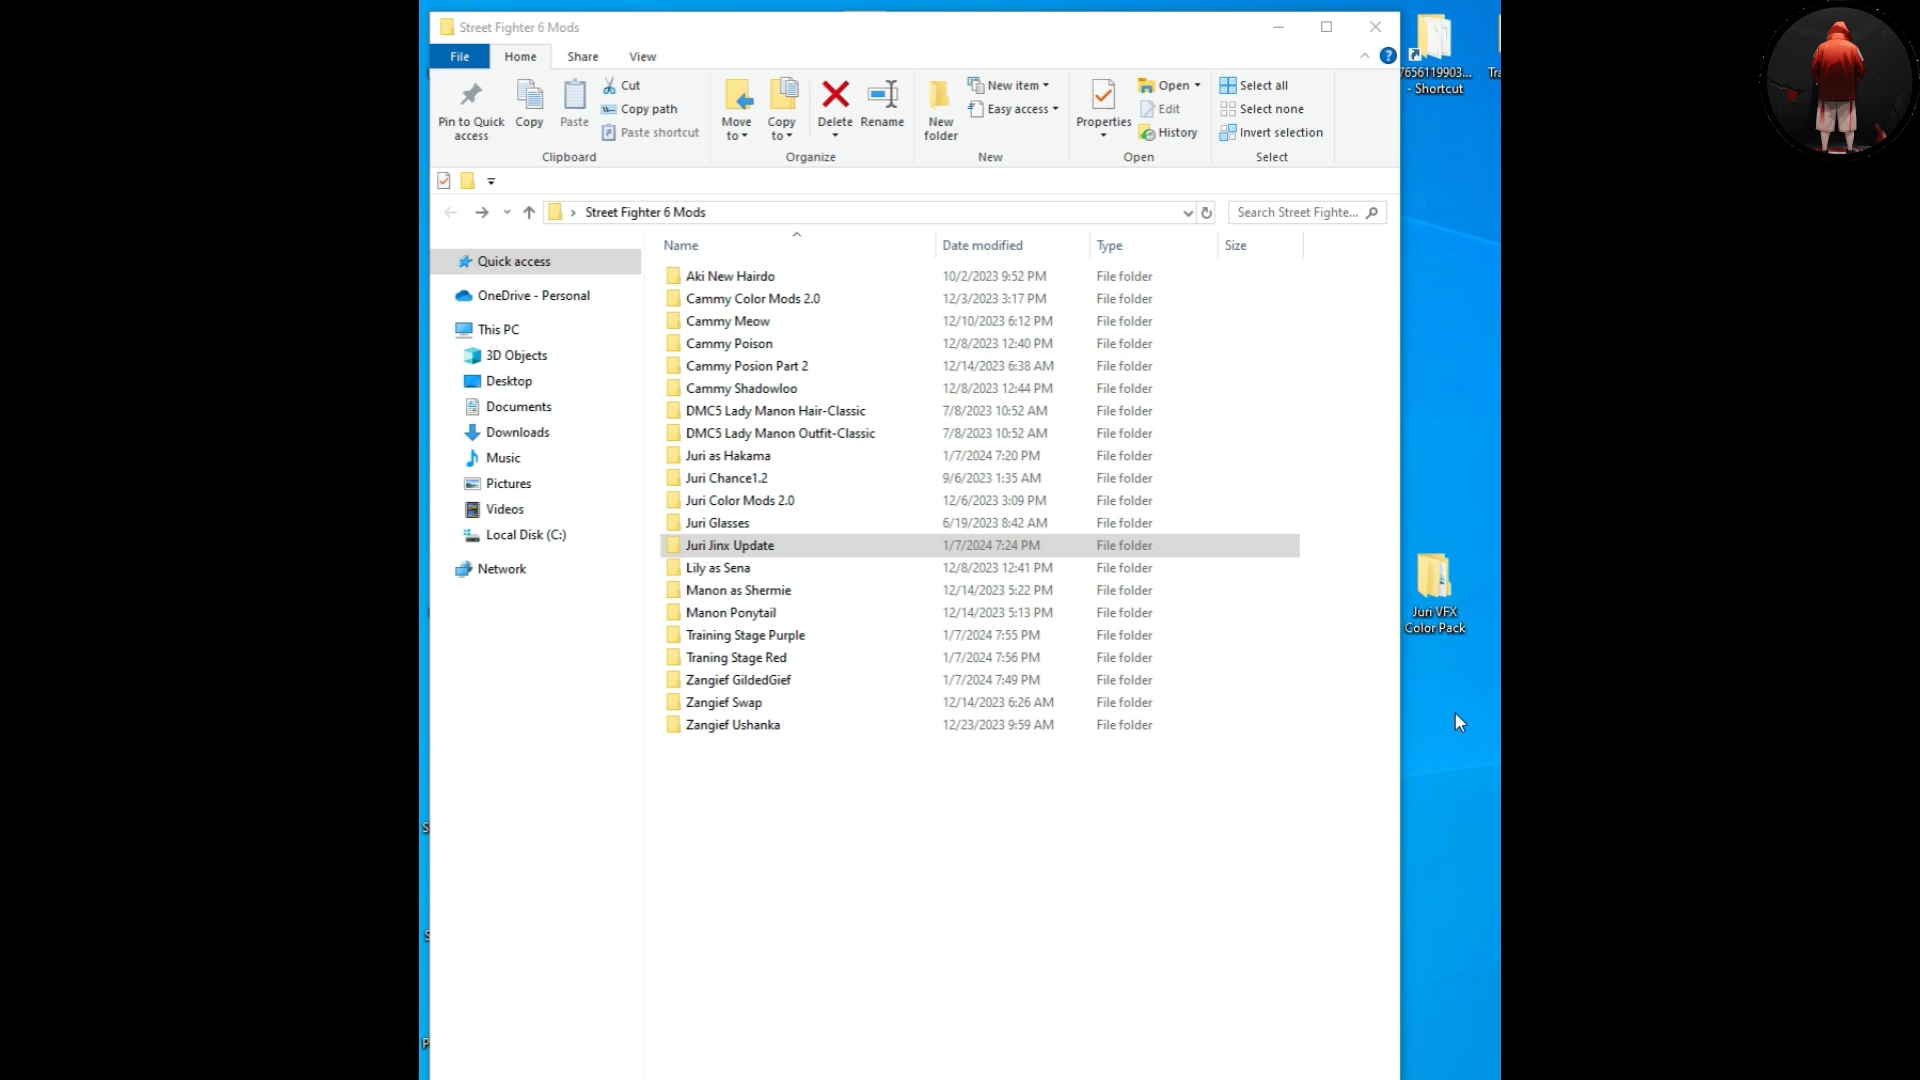 Street Fighter 6 Mods
File Home Share View
Pin to Quick access
Copy
Paste
Cut
Copy path
Paste shortcut
Clipboard
Move to
Copy to
Delete
Rename
Organize
New folder
New item
Easy access
New
Properties
Open
Edit
History
Open
Select all
Select none
Invert selection
Select
Street Fighter 6 Mods
Search Street Fighte...
Quick access
OneDrive - Personal
This PC
3D Objects
Desktop
Documents
Downloads
Music
Pictures
Videos
Local Disk (C:)
Network
Name Date modified Type Size
Aki New Hairdo 10/2/2023 9:52 PM File folder
Cammy Color Mods 2.0 12/3/2023 3:17 PM File folder
Cammy Meow 12/10/2023 6:12 PM File folder
Cammy Poison 12/8/2023 12:40 PM File folder
Cammy Posion Part 2 12/14/2023 6:38 AM File folder
Cammy Shadowloo 12/8/2023 12:44 PM File folder
DMC5 Lady Manon Hair-Classic 7/8/2023 10:52 AM File folder
DMC5 Lady Manon Outfit-Classic 7/8/2023 10:52 AM File folder
Juri as Hakama 1/7/2024 7:20 PM File folder
Juri Chance1.2 9/6/2023 1:35 AM File folder
Juri Color Mods 2.0 12/6/2023 3:09 PM File folder
Juri Glasses 6/19/2023 8:42 AM File folder
Juri Jinx Update 1/7/2024 7:24 PM File folder
Lily as Sena 12/8/2023 12:41 PM File folder
Manon as Shermie 12/14/2023 5:22 PM File folder
Manon Ponytail 12/14/2023 5:13 PM File folder
Training Stage Purple 1/7/2024 7:55 PM File folder
Traning Stage Red 1/7/2024 7:56 PM File folder
Zangief GildedGief 1/7/2024 7:49 PM File folder
Zangief Swap 12/14/2023 6:26 AM File folder
Zangief Ushanka 12/23/2023 9:59 AM File folder
7656119903...
- Shortcut
Juri VFX
Color Pack